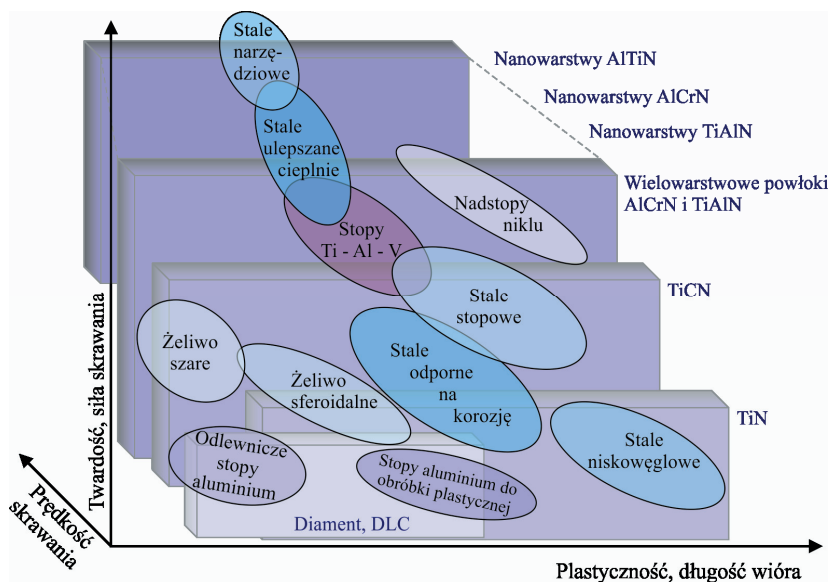 Stale
narzę-
dziowe
Nanowarstwy AlTiN
Nanowarstwy AlCrN
Nanowarstwy TiAlN
Stale
ulepszane
cieplnie
Wielowarstwowe powłoki
AlCrN i TiAlN
Nadstopy
niklu
Stopy
Ti - Al - V
TiCN
Stale
stopowe
Żeliwo
szare
Stale
odporne
na
korozję
Żeliwo
sferoidalne
TiN
Stale
niskowęglowe
Odlewnicze
stopy
aluminium
Stopy aluminium do
obróbki plastycznej
Diament, DLC
Twardość, siła skrawania
Prędkość
skrawania
Plastyczność, długość wióra